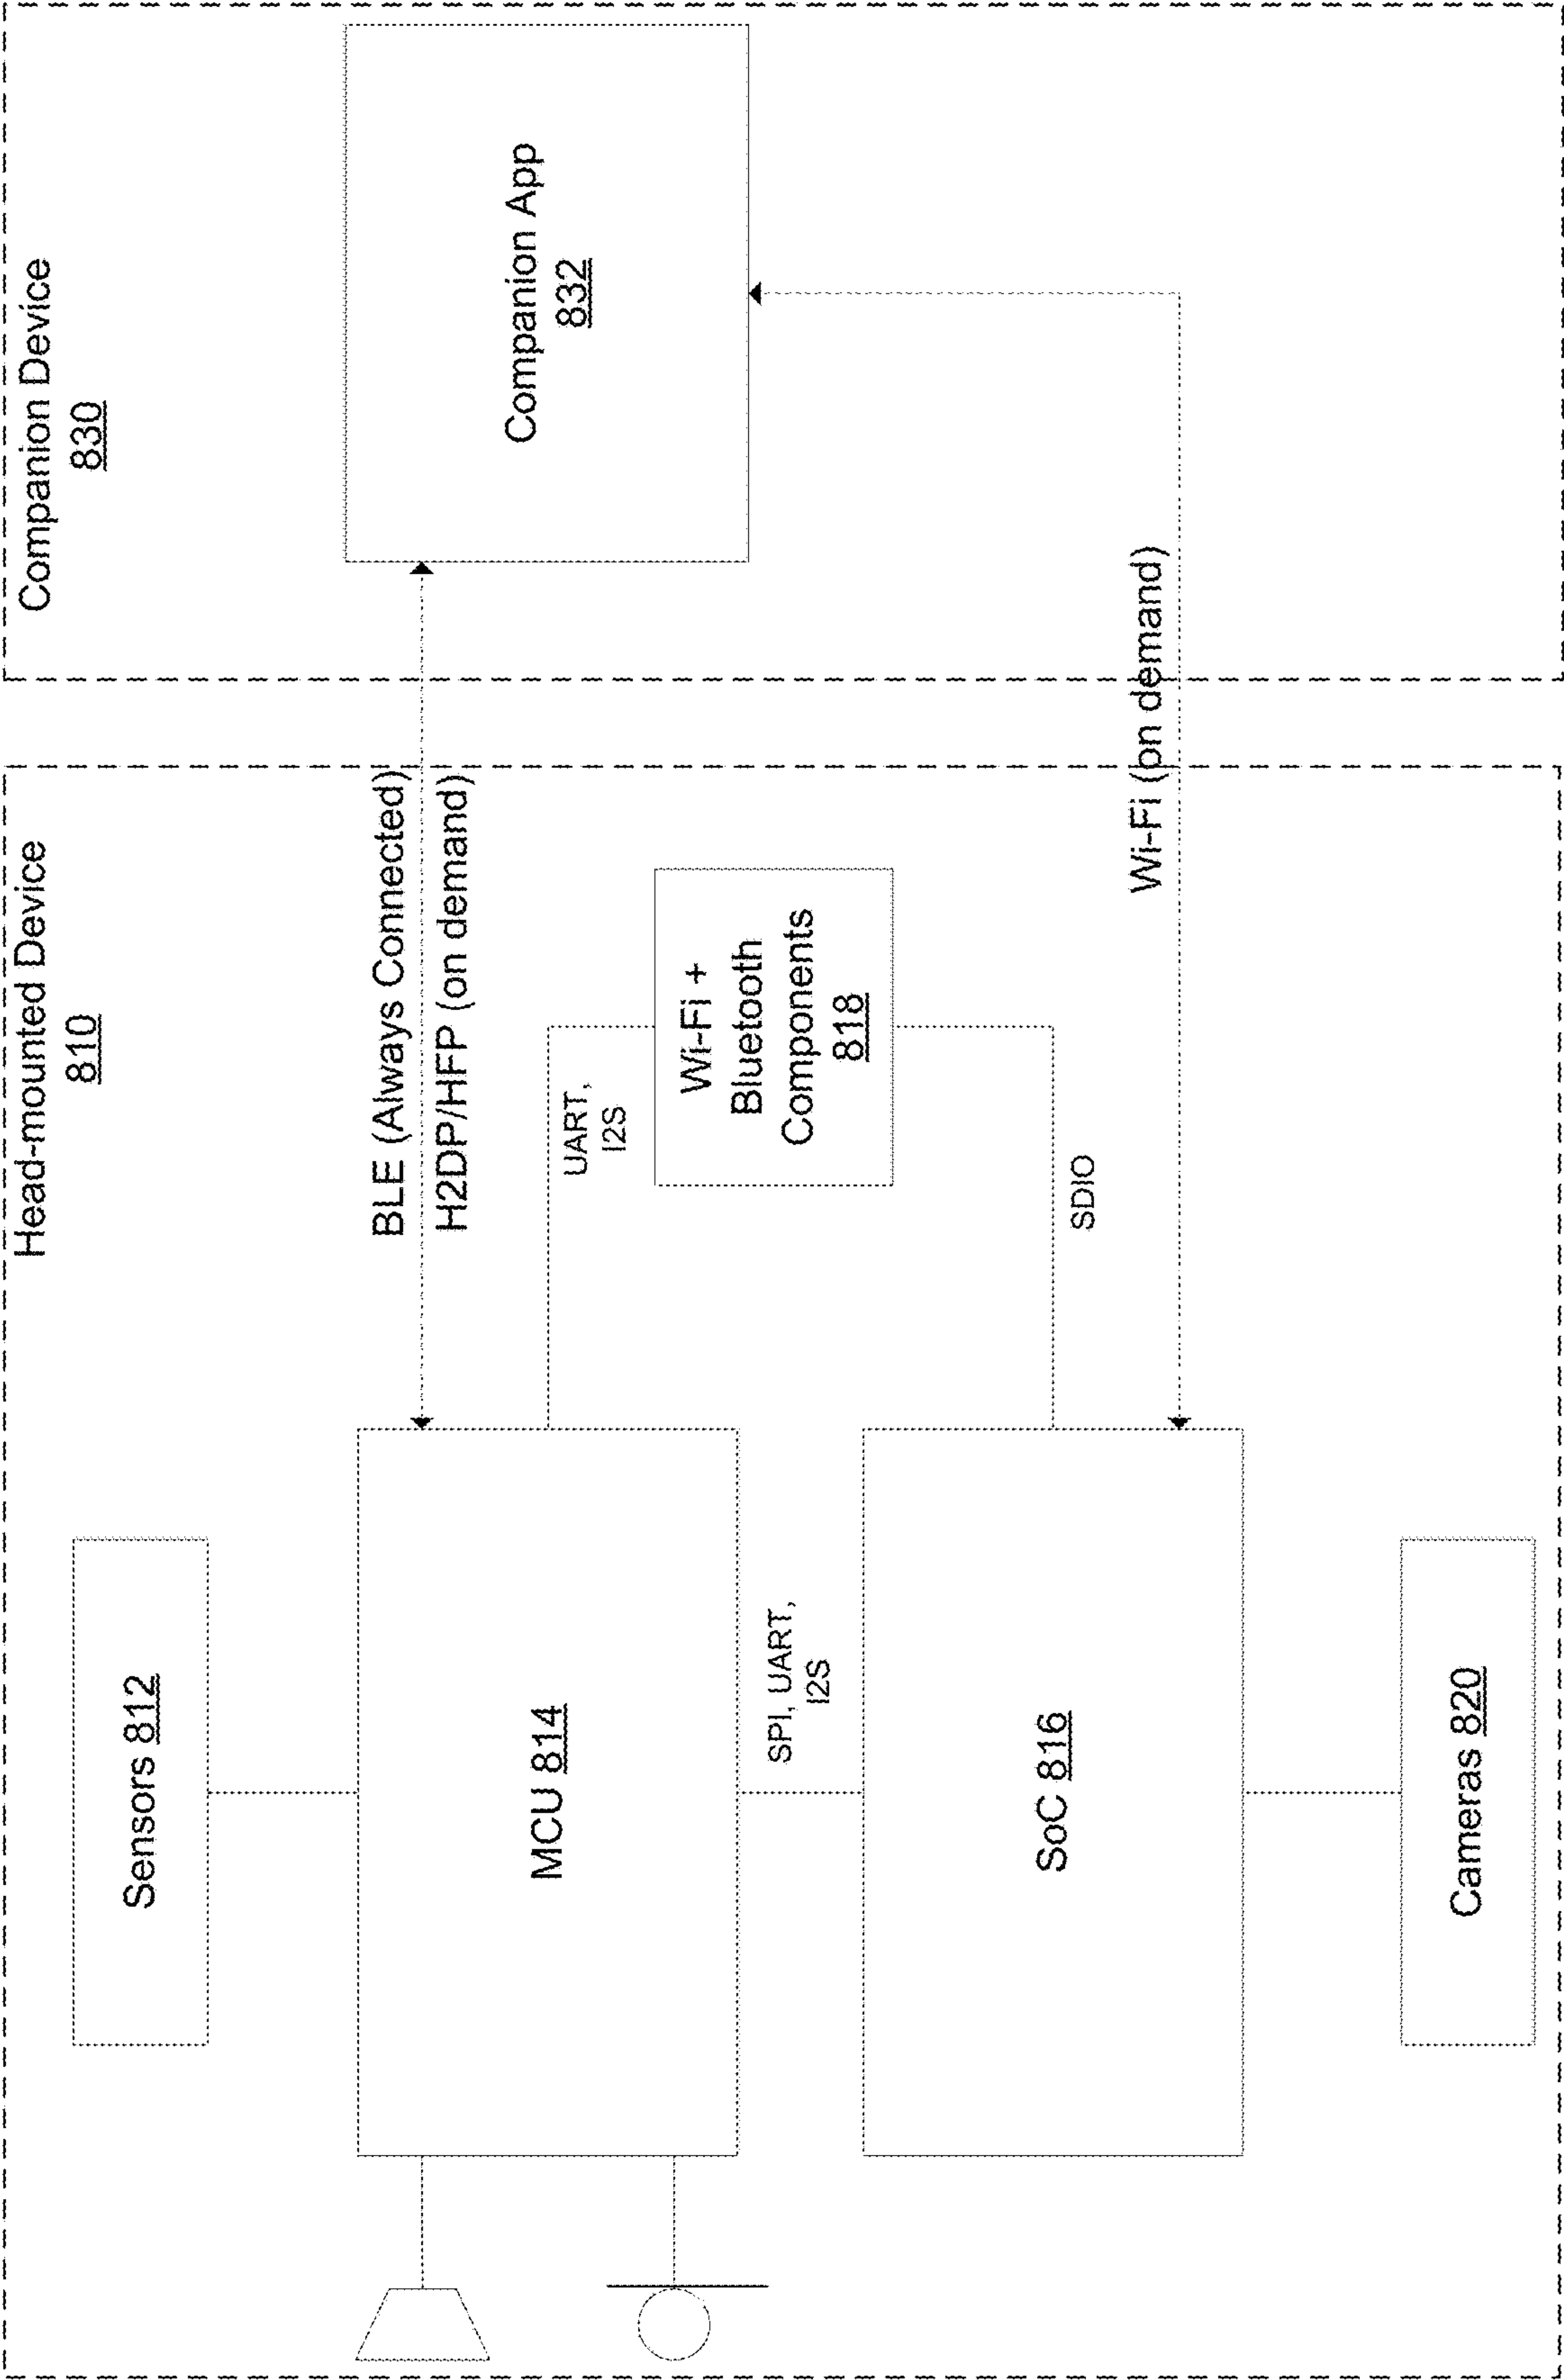 Head-mounted Device
810
Sensors 812
BLE (Always Connected)
H2DP/HFP (on demand)
MCU 814
UART,
I2S
Wi-Fi +
Bluetooth
Components
818
SPI, UART,
I2S
SoC 816
SDIO
Wi-Fi (on demand)
Cameras 820
Companion Device
830
Companion App
832